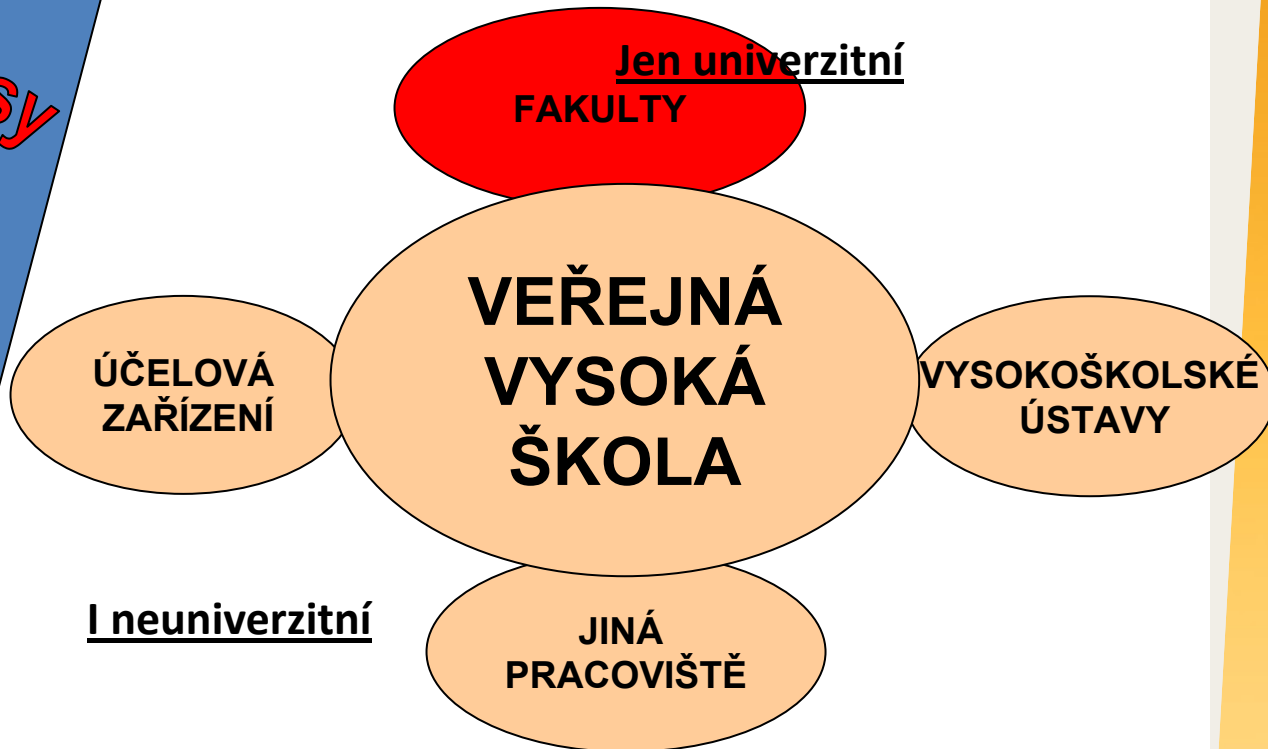 Jen univerzitní
FAKULTY
VEŘEJNÁ
VYSOKÁ
ŠKOLA
ÚČELOVÁ
ZAŘÍZENÍ
VYSOKOŠKOLSKÉ
ÚSTAVY
I neuniverzitní
JINÁ
PRACOVIŠTĚ